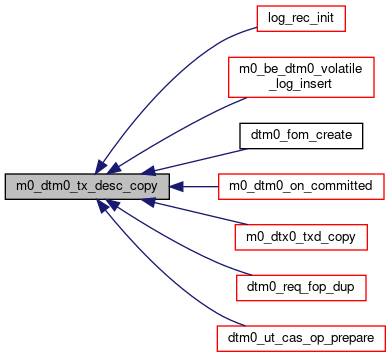 log_rec_init
m0_be_dtm0_volatile
_log_insert
dtm0_fom_create
m0_dtm0_tx_desc_copy
m0_dtm0_on_committed
m0_dtx0_txd_copy
dtm0_req_fop_dup
dtm0_ut_cas_op_prepare